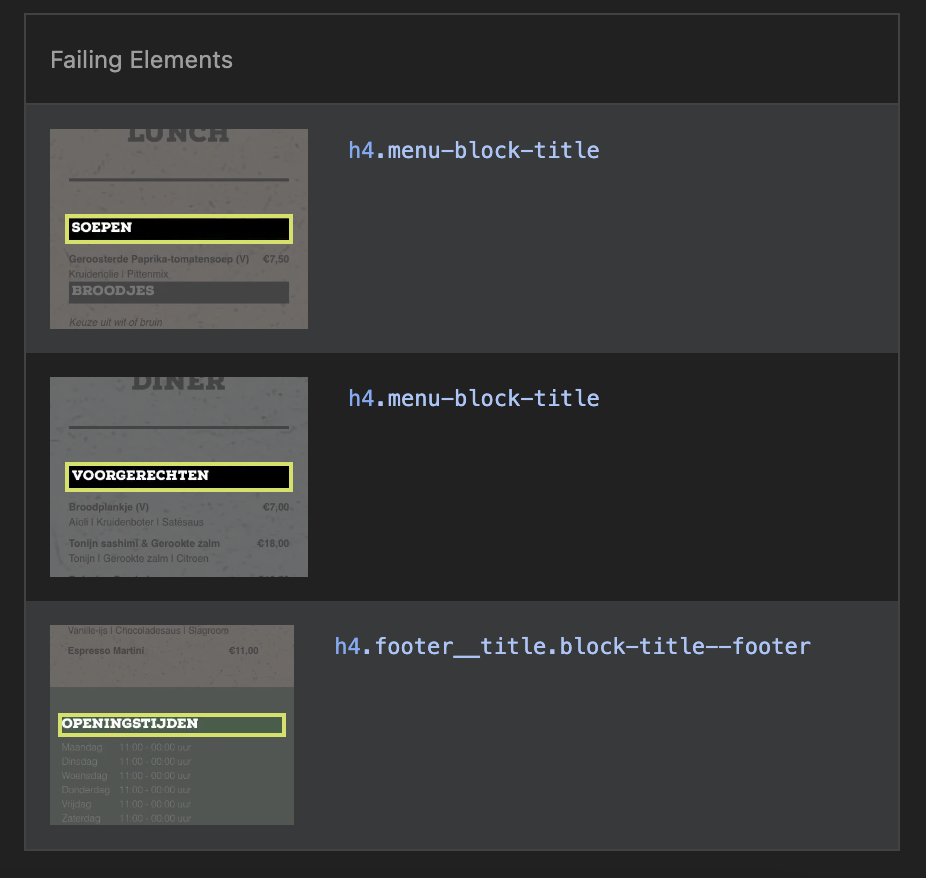 Failing Elements
LUNCH
h4.menu-block-title
SOEPEN
Geroosterde Paprika-tomatensoep (V) €7,50
Kruidenolie | Pittenmix
BROODJES
Keuze uit wit of bruin
DINER
h4.menu-block-title
VOORGERECHTEN
Broodplankje (V) €7,00
Aioli | Kruidenboter | Satésaus
Tonijn sashimi & Gerookte zalm €18,00
Tonijn | Gerookte zalm | Citroen
Vanille-ijs | Chocoladesaus | Slagroom
h4.footer__title.block-title--footer
Espresso Martini €11,00
OPENINGSTIJDEN
Maandag 11:00 - 00:00 uur
Dinsdag 11:00 - 00:00 uur
Woensdag 11:00 - 00:00 uur
Donderdag 11:00 - 00:00 uur
Vrijdag 11:00 - 00:00 uur
Zaterdag 11:00 - 00:00 uur